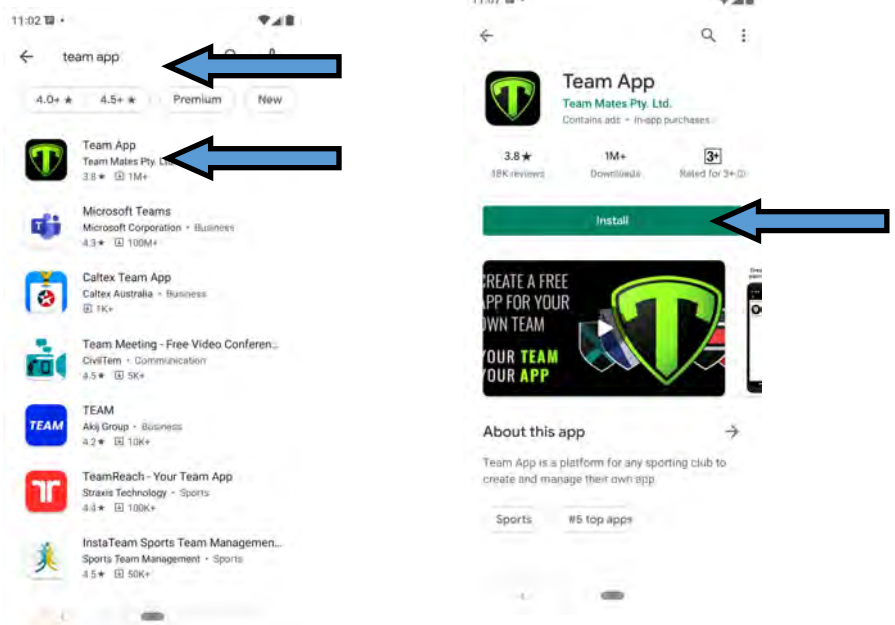 11:02
team app
4.0+ ★
4.5+ ★
Premium
New
Team App
Team Mates Pty.
3.8 ★ 1M+
Microsoft Teams
Microsoft Corporation • Business
4.3 ★ 100M+
Caltex Team App
Caltex Australia • Business
1K+
Team Meeting - Free Video Conferen...
CivilTem • Communication
4.5 ★ 5K+
TEAM
TEAM
Akij Group • Business
4.2 ★ 10K+
TeamReach - Your Team App
Straxis Technology • Sports
4.4 ★ 100K+
InstaTeam Sports Team Managemen...
Sports Team Management • Sports
4.5 ★ 50K+
Team App
Team Mates Pty. Ltd.
Contains ads • In-app purchases
3.8 ★
18K reviews
1M+
Downloads
3+
Rated for 3+
Install
CREATE A FREE
APP FOR YOUR
OWN TEAM
YOUR TEAM
YOUR APP
About this app
Team App is a platform for any sporting club to
create and manage their own app
Sports
#5 top apps